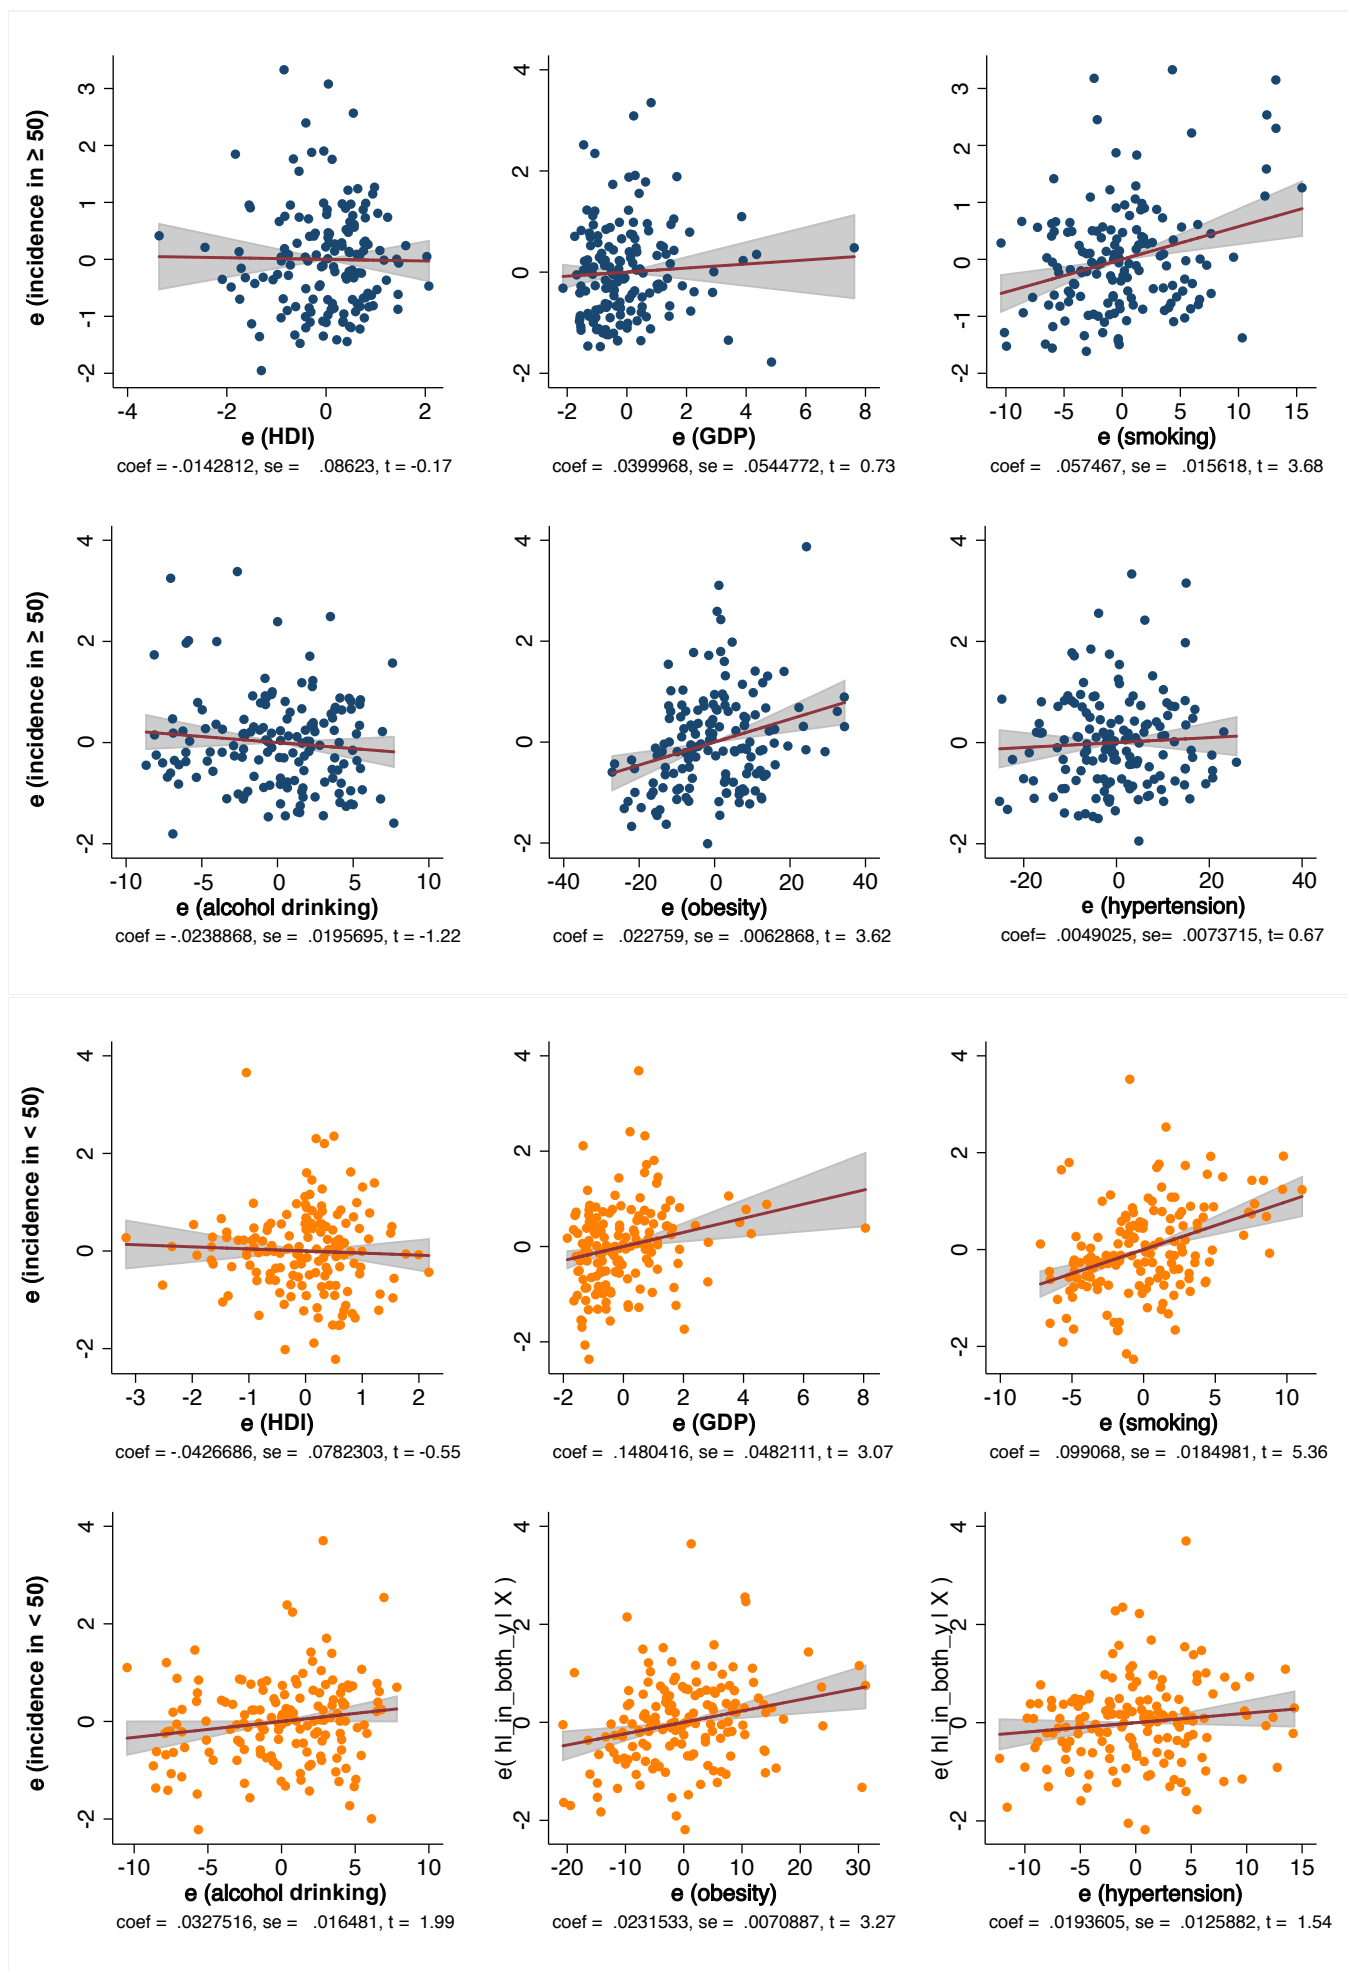 e (incidence in ≥ 50)
3
2
1
0
-1
-2
-4 -2 0 2
e (HDI)
coef = -.0142812, se = .08623, t = -0.17
4
2
0
-2
-2 0 2 4 6 8
e (GDP)
coef = .0399968, se = .0544772, t = 0.73
3
2
1
0
-1
-2
-10 -5 0 5 10 15
e (smoking)
coef = .057467, se = .015618, t = 3.68
e (incidence in ≥ 50)
4
2
0
-2
-10 -5 0 5 10
e (alcohol drinking)
coef = -.0238868, se = .0195695, t = -1.22
4
2
0
-2
-40 -20 0 20 40
e (obesity)
coef = .022759, se = .0062868, t = 3.62
4
2
0
-2
-20 0 20 40
e (hypertension)
coef= .0049025, se= .0073715, t= 0.67
e (incidence in < 50)
4
2
0
-2
-3 -2 -1 0 1 2
e (HDI)
coef = -.0426686, se = .0782303, t = -0.55
4
2
0
-2
-2 0 2 4 6 8
e (GDP)
coef = .1480416, se = .0482111, t = 3.07
4
2
0
-2
-10 -5 0 5 10
e (smoking)
coef = .099068, se = .0184981, t = 5.36
e (incidence in < 50)
4
2
0
-2
-10 -5 0 5 10
e (alcohol drinking)
coef = .0327516, se = .016481, t = 1.99
e( hl_in_both_y | X )
4
2
0
-2
-20 -10 0 10 20 30
e (obesity)
coef = .0231533, se = .0070887, t = 3.27
e( hl_in_both_y | X )
4
2
0
-2
-10 -5 0 5 10 15
e (hypertension)
coef = .0193605, se = .0125882, t = 1.54